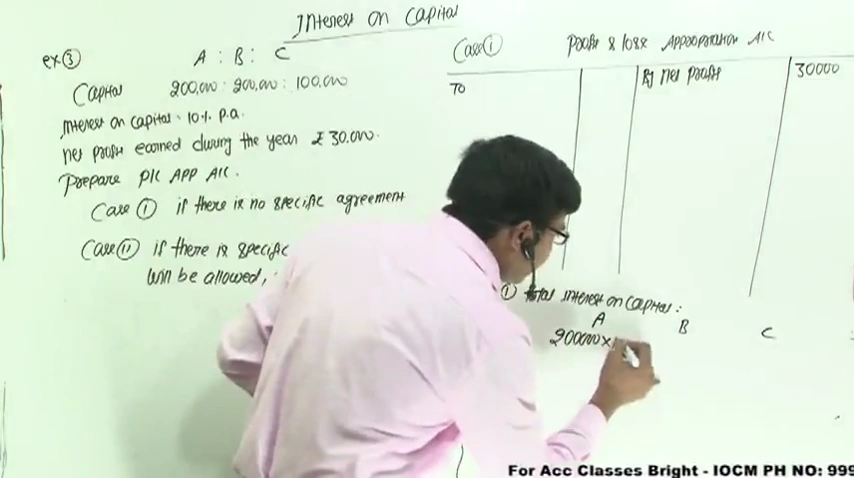 Interest on Capital
ex ③
A : B : C
Capital 200,000 : 200,000 : 100,000
Interest on capital - 10% p.a.
Net profit earned during the year ₹ 30,000.
Prepare P/L APP A/C.
Case ① if there is no specific agreement
Case ⑪ if there is specific
will be allowed,
Case ①
Profit & loss Appropriation A/C
To
By Net profit
30000
① total interest on capital :
A
B
C
200000 ×
For Acc Classes Bright - IOCM PH NO: 999